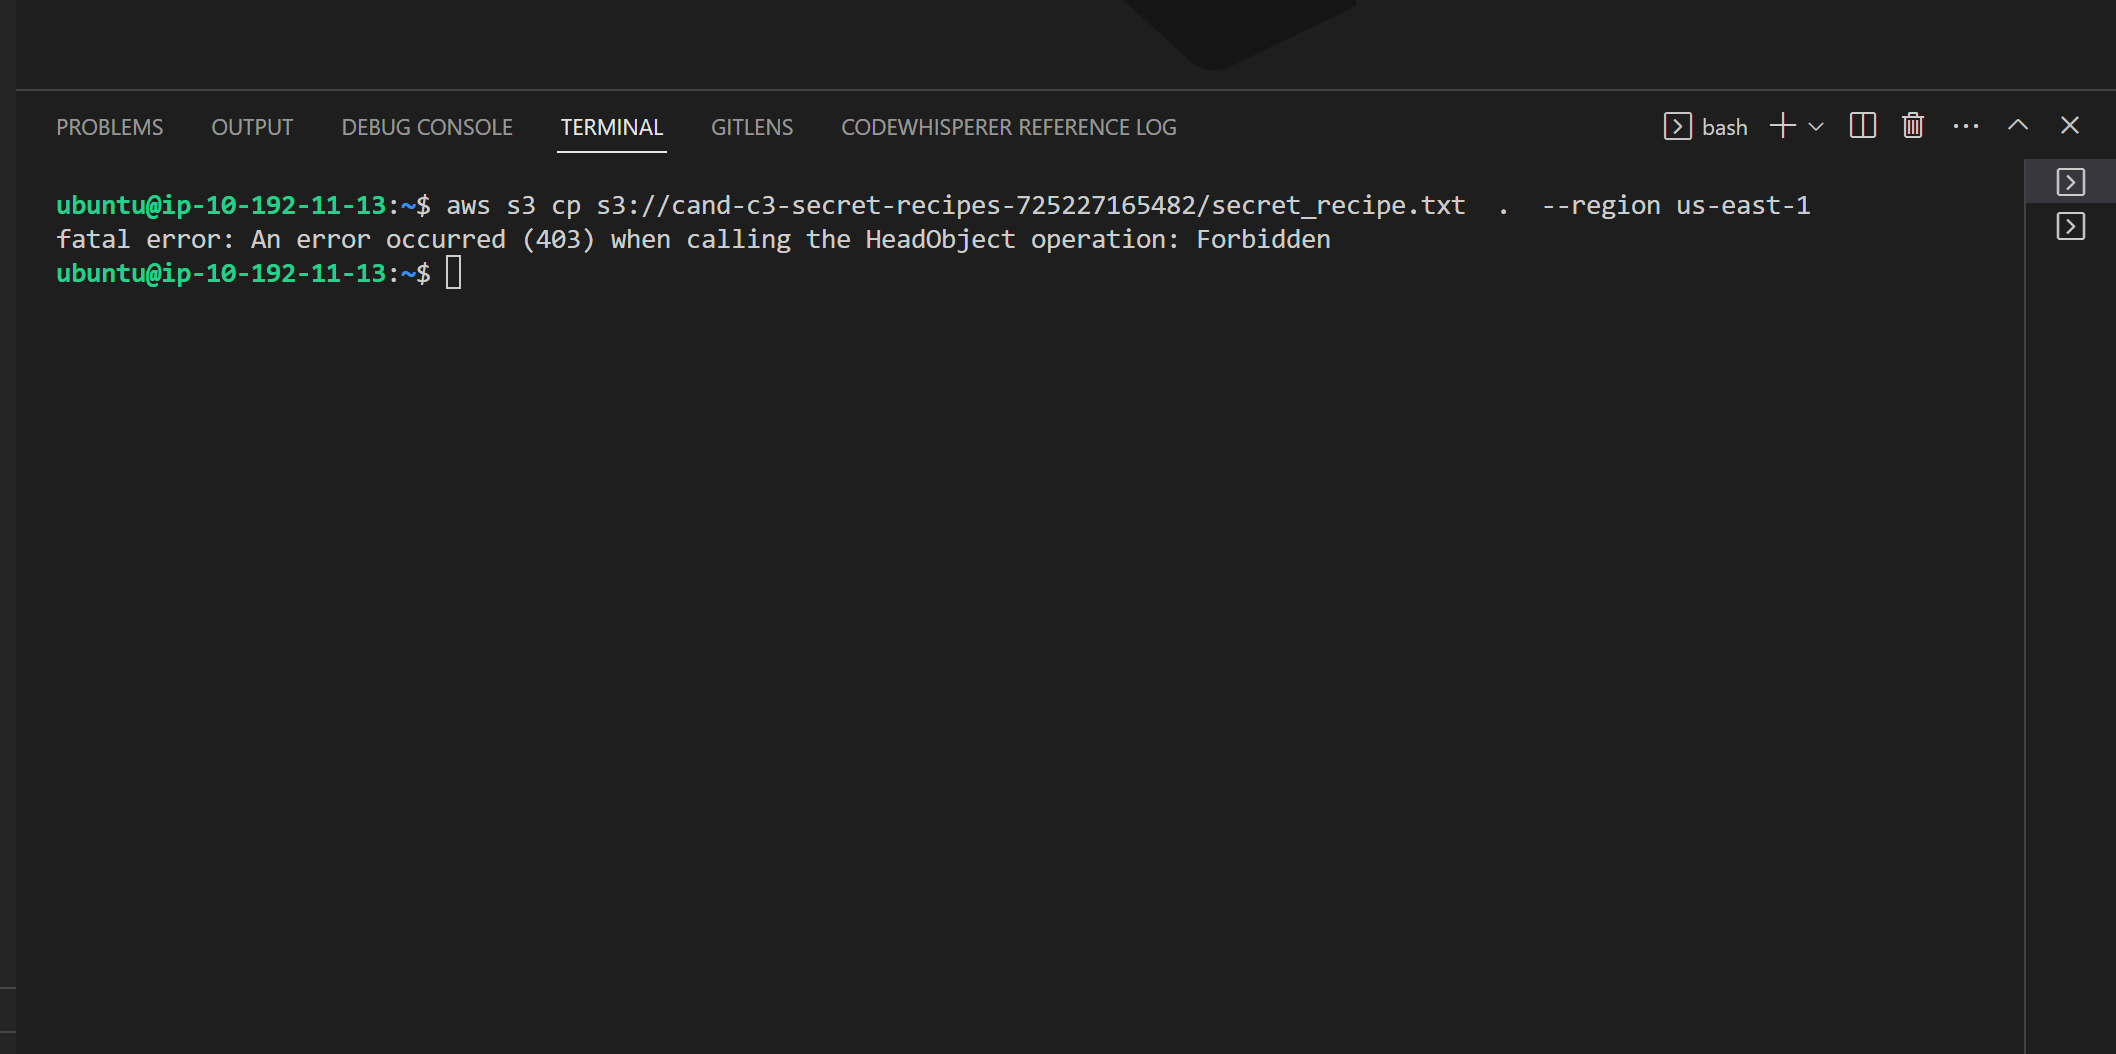 PROBLEMS OUTPUT DEBUG CONSOLE TERMINAL GITLENS CODEWHISPERER REFERENCE LOG bash
ubuntu@ip-10-192-11-13:~$ aws s3 cp s3://cand-c3-secret-recipes-725227165482/secret_recipe.txt  .  --region us-east-1
fatal error: An error occurred (403) when calling the HeadObject operation: Forbidden
ubuntu@ip-10-192-11-13:~$